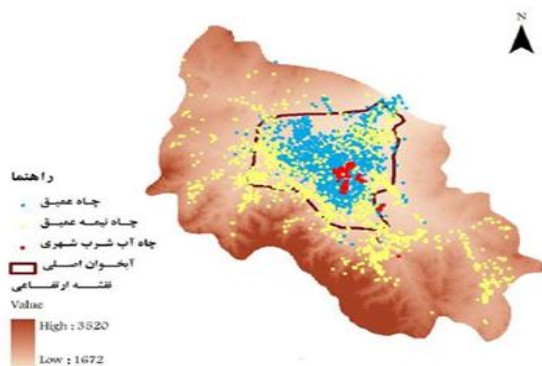 N
راهنما
چاه عمیق
چاه نیمه عمیق
چاه آب شرب شهری
آبخوان اصلی
نقشه ارتفاعی
Value
High : 3520
Low : 1672